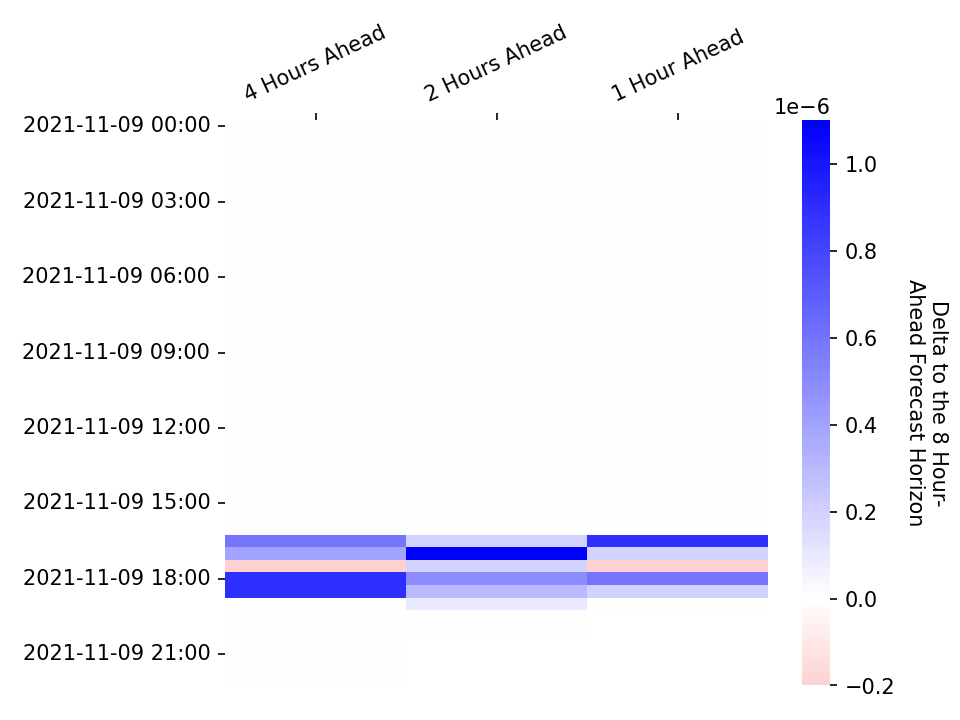 4 Hours Ahead
2 Hours Ahead
1 Hour Ahead
1e−6
2021-11-09 00:00
2021-11-09 03:00
2021-11-09 06:00
2021-11-09 09:00
2021-11-09 12:00
2021-11-09 15:00
2021-11-09 18:00
2021-11-09 21:00
1.0
0.8
0.6
0.4
0.2
0.0
−0.2
Delta to the 8 Hour-
Ahead Forecast Horizon